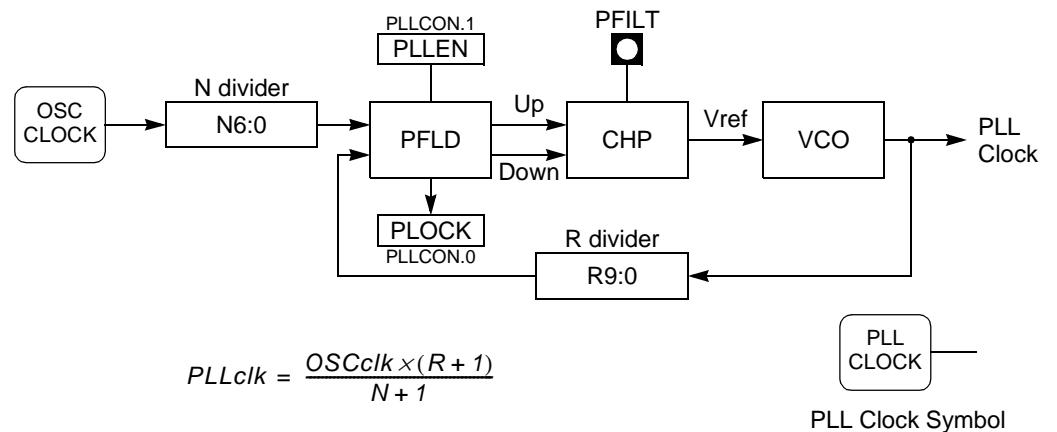 PLLCON.1
PLLEN
PFILT
OSC
CLOCK
N divider
N6:0
PFLD
Up
Down
CHP
Vref
VCO
PLL
Clock
PLOCK
PLLCON.0
R divider
R9:0
PLLclk = OSCclk × (R + 1)
N + 1
PLL
CLOCK
PLL Clock Symbol